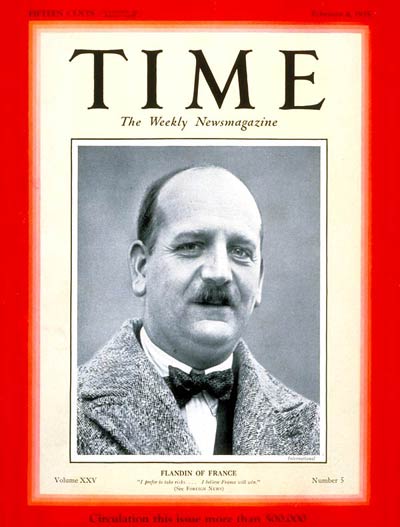 FIFTEEN CENTS
TIME
The Weekly Newsmagazine
International
FLANDIN OF FRANCE
Volume XXV
"I prefer to take risks. . . . I believe France will win."
Number 5
(See FOREIGN NEWS)
Circulation this issue more than 500,000